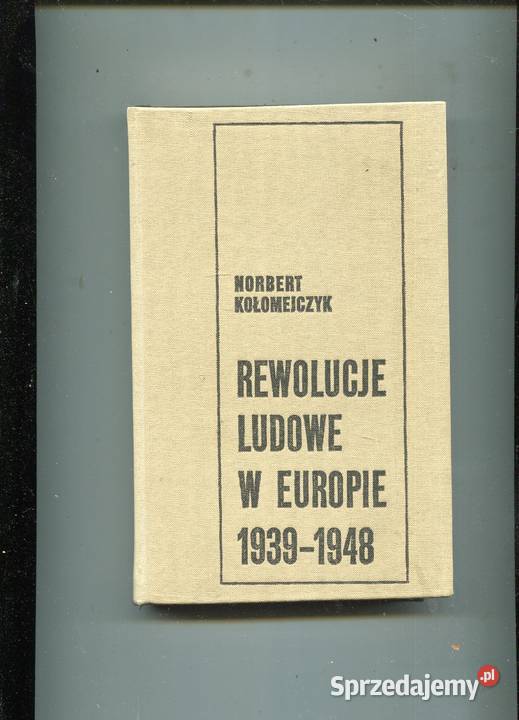 NORBERT
KOŁOMEJCZYK
REWOLUCJE
LUDOWE
W EUROPIE
1939-1948
Sprzedajemy.pl